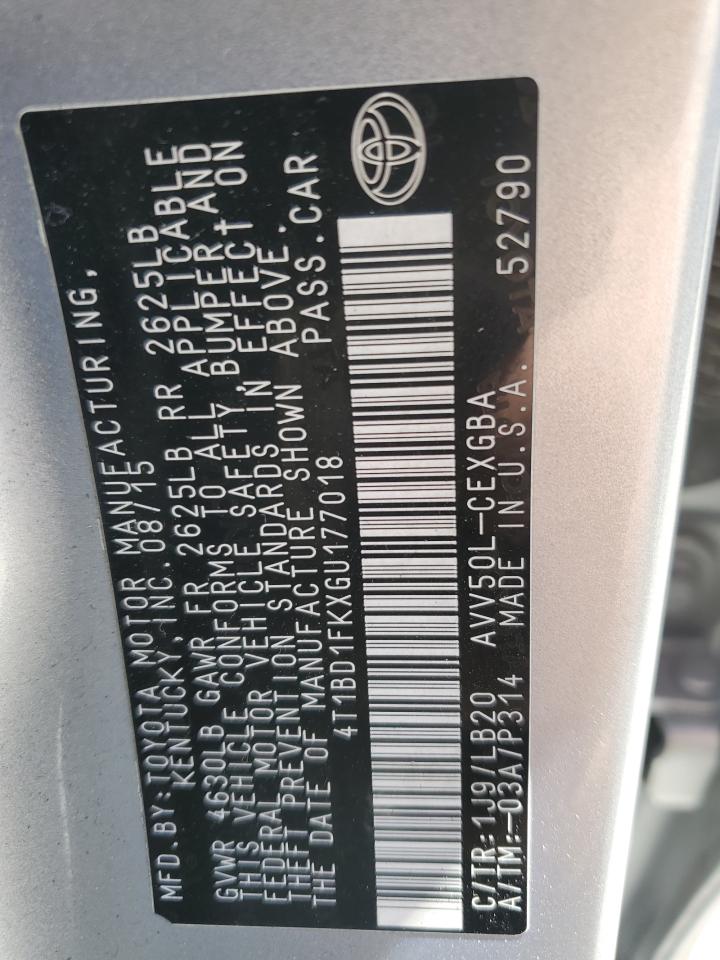 MFD.BY:TOYOTA MOTOR MANUFACTURING,
KENTUCKY,INC.08/15
GVWR 4630LB GAWR FR 2625LB RR 2625LB
THIS VEHICLE CONFORMS TO ALL APPLICABLE
FEDERAL MOTOR VEHICLE SAFETY,BUMPER AND
THEFT PREVENTION STANDARDS IN EFFECT ON
THE DATE OF MANUFACTURE SHOWN ABOVE.
4T1BD1FKXGU177018 PASS.CAR
C/TR:1J9/LB20 AVV50L-CEXGBA
A/TM:-03A/P314 MADE IN U.S.A. 52790